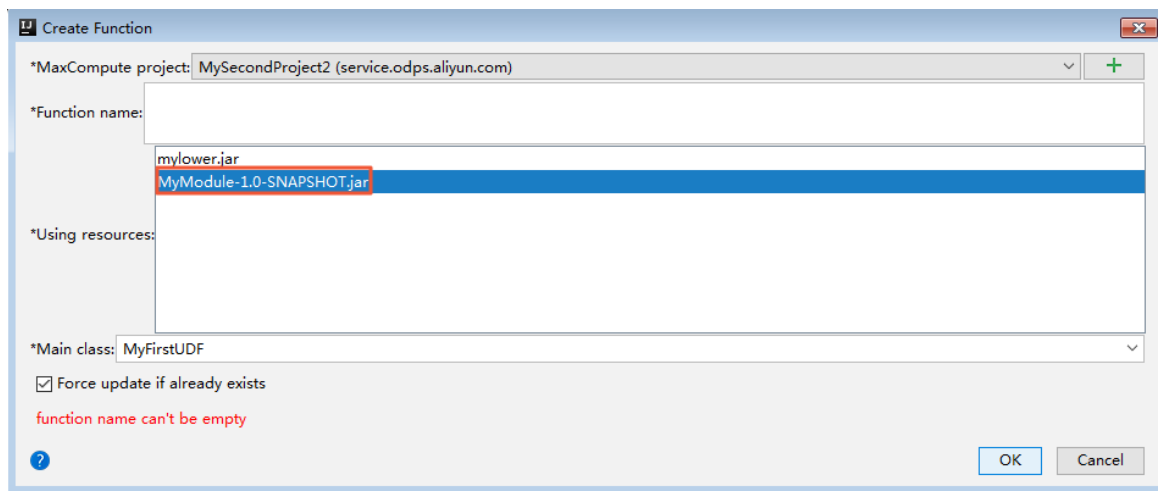 Create Function
*MaxCompute project: MySecondProject2 (service.odps.aliyun.com)
*Function name:
mylower.jar
MyModule-1.0-SNAPSHOT.jar
*Using resources:
*Main class: MyFirstUDF
Force update if already exists
function name can't be empty
OK Cancel